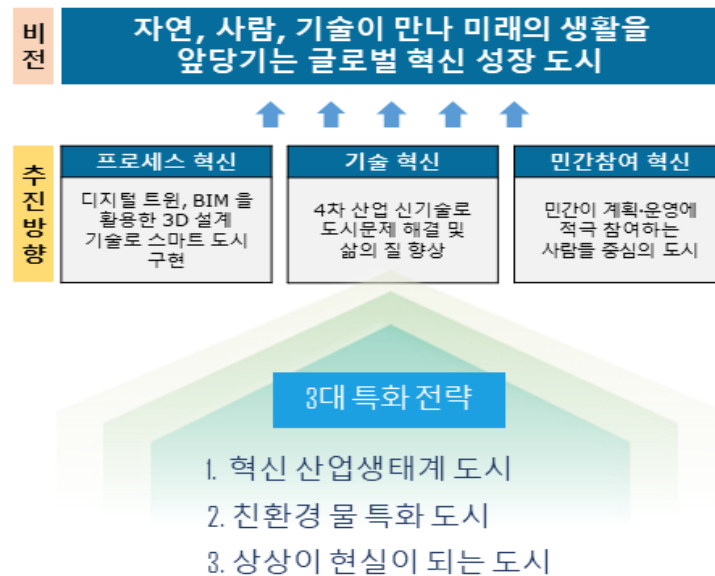 비전
자연, 사람, 기술이 만나 미래의 생활을
앞당기는 글로벌 혁신 성장 도시
추진방향
프로세스 혁신
디지털 트윈, BIM 을
활용한 3D 설계
기술로 스마트 도시
구현
기술 혁신
4차 산업 신기술로
도시문제 해결 및
삶의 질 향상
민간참여 혁신
민간이 계획·운영에
적극 참여하는
사람들 중심의 도시
3대 특화 전략
1. 혁신 산업생태계 도시
2. 친환경 물 특화 도시
3. 상상이 현실이 되는 도시